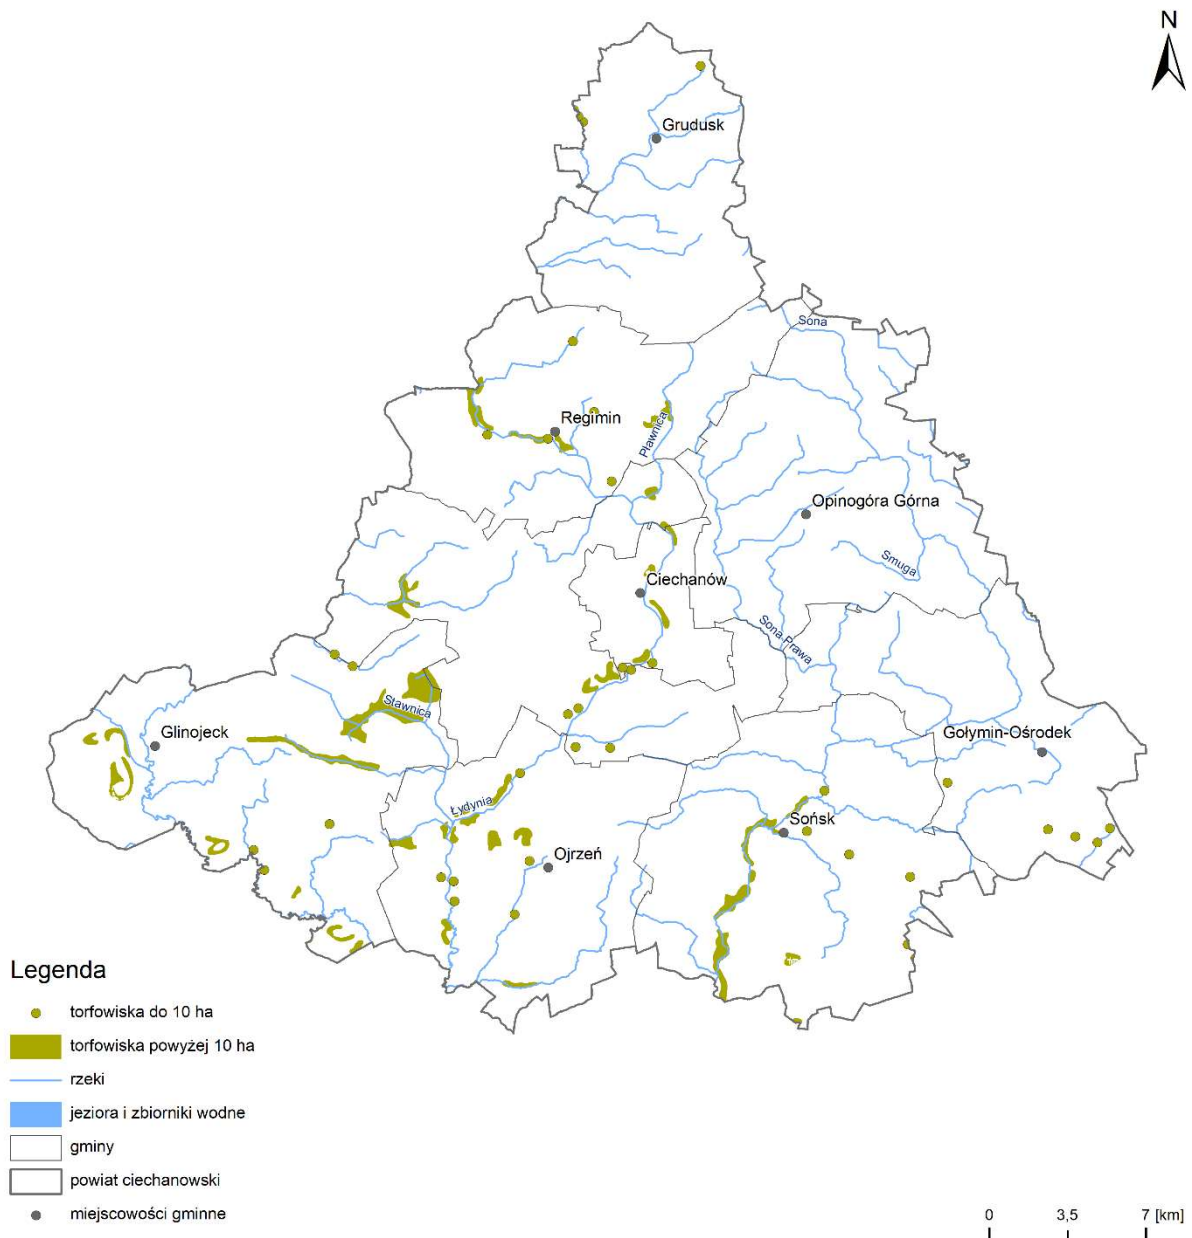 N
Grudusk
Sona
Regimin
Pławnica
Opinogóra Górna
Smuga
Ciechanów
Sona Prawa
Sławnica
Glinojeck
Gołymin-Ośrodek
Łydynia
Sońsk
Ojrzeń
Legenda
torfowiska do 10 ha
torfowiska powyżej 10 ha
rzeki
jeziora i zbiorniki wodne
gminy
powiat ciechanowski
miejscowości gminne
0 3,5 7 [km]